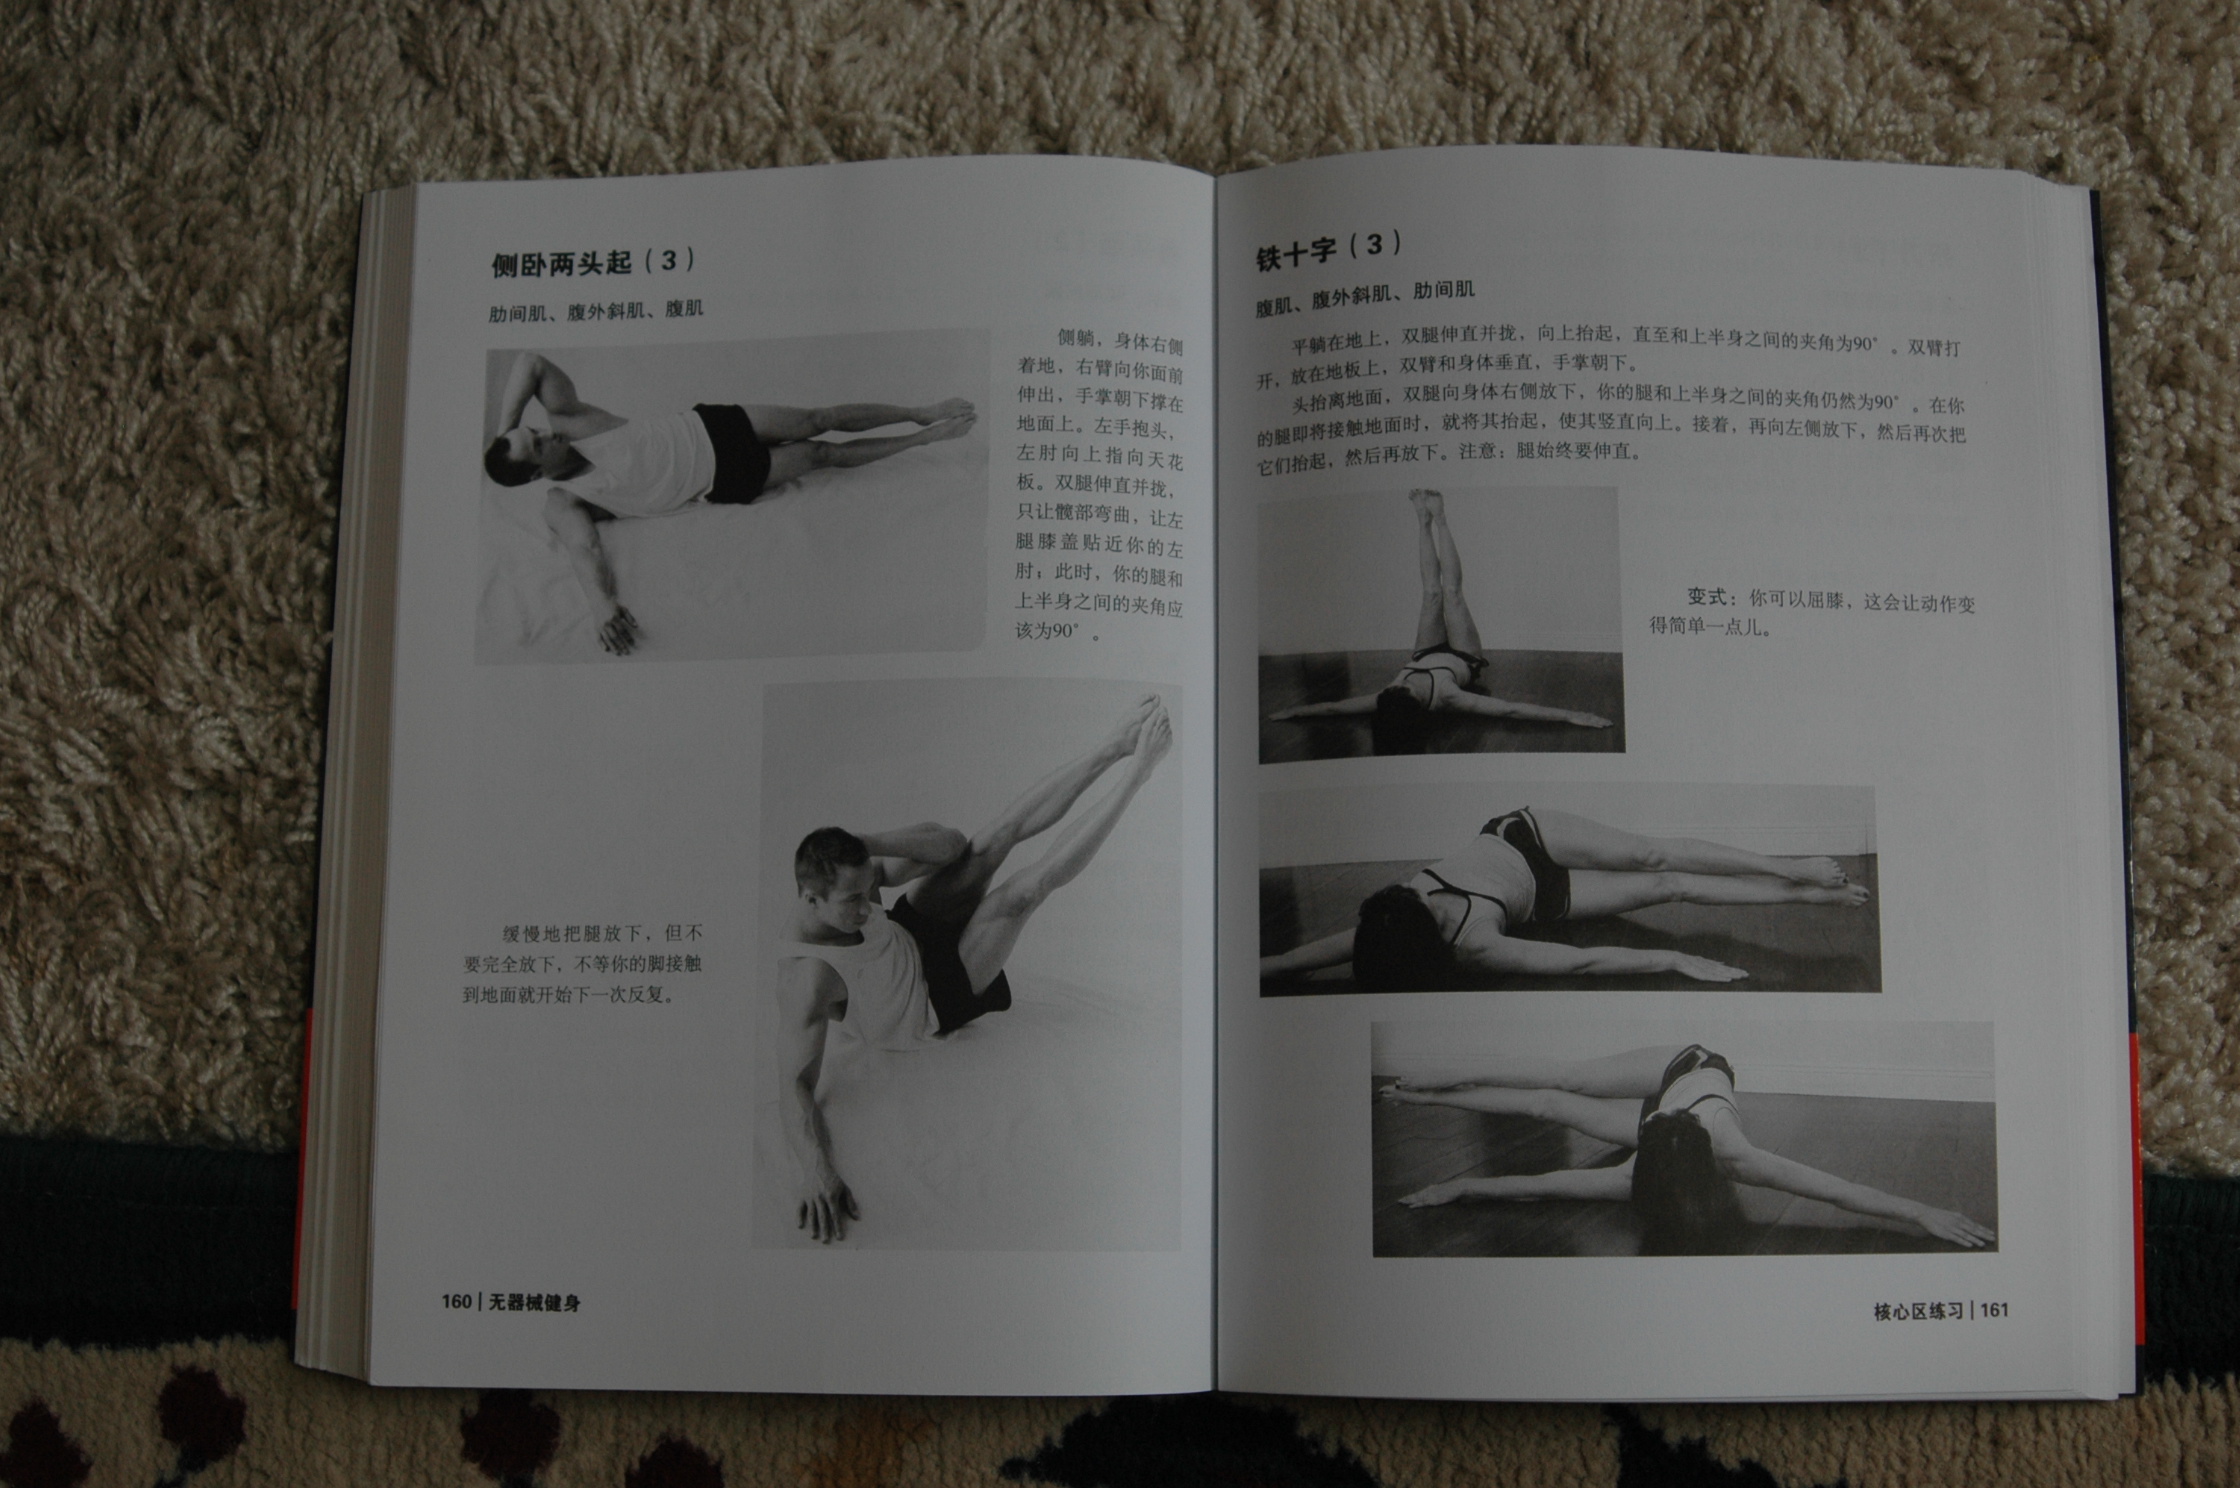 侧卧两头起（3）
肋间肌、腹外斜肌、腹肌
侧躺，身体右侧
着地，右臂向你面前
伸出，手掌朝下撑在
地面上。左手抱头，
左肘向上指向天花
板。双腿伸直并拢，
只让髋部弯曲，让左
腿膝盖贴近你的左
肘；此时，你的腿和
上半身之间的夹角应
该为90°。
缓慢地把腿放下，但不
要完全放下，不等你的脚接触
到地面就开始下一次反复。
160|无器械健身
铁十字（3）
腹肌、腹外斜肌、肋间肌
平躺在地上，双腿伸直并拢，向上抬起，直至和上半身之间的夹角为90°。双臂打
开，放在地板上，双臂和身体垂直，手掌朝下。
头抬离地面，双腿向身体右侧放下，你的腿和上半身之间的夹角仍然为90°。在你
的腿即将接触地面时，就将其抬起，使其竖直向上。接着，再向左侧放下，然后再次把
它们抬起，然后再放下。注意：腿始终要伸直。
变式：你可以屈膝，这会让动作变
得简单一点儿。
核心区练习|161